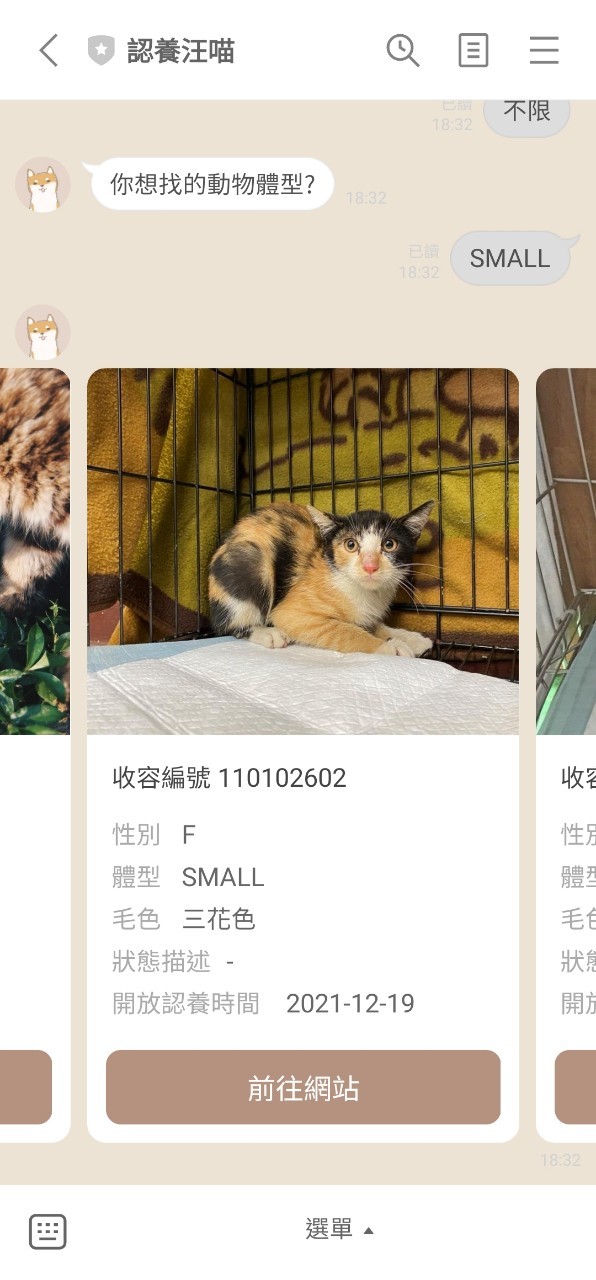 認養汪喵
已讀
18:32
不限
你想找的動物體型?
18:32
已讀
18:32
SMALL
收容編號 110102602
性別 F
體型 SMALL
毛色 三花色
狀態描述 -
開放認養時間 2021-12-19
前往網站
收容
性別
體型
毛色
狀態
開放
18:32
選單